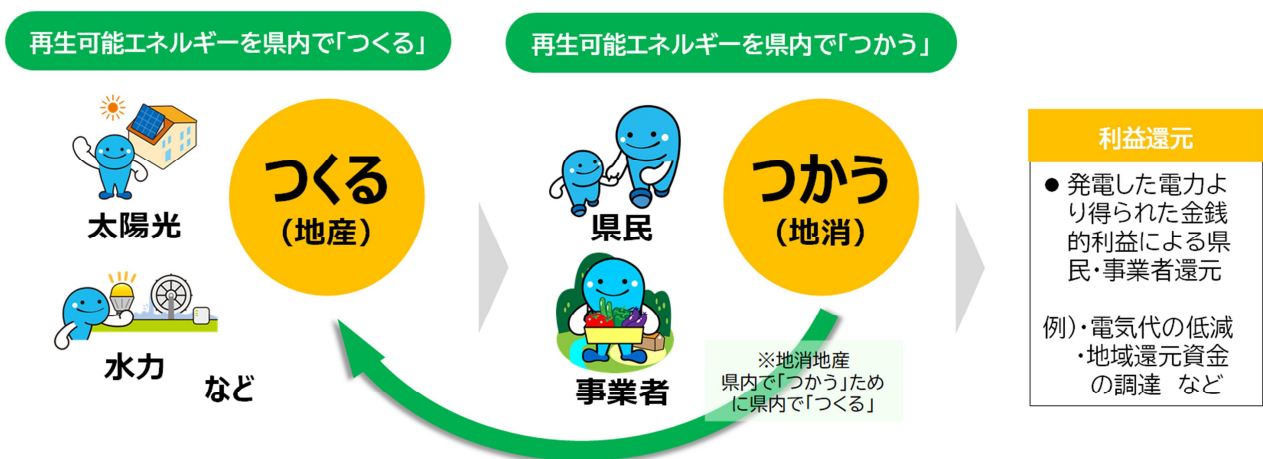 再生可能エネルギーを県内で「つくる」
太陽光
水力
など
つくる
(地産)
再生可能エネルギーを県内で「つかう」
県民
事業者
つかう
(地消)
※地消地産
県内で「つかう」ため
に県内で「つくる」
利益還元
● 発電した電力よ
り得られた金銭
的利益による県
民・事業者還元
例)・電気代の低減
・地域還元資金
の調達 など